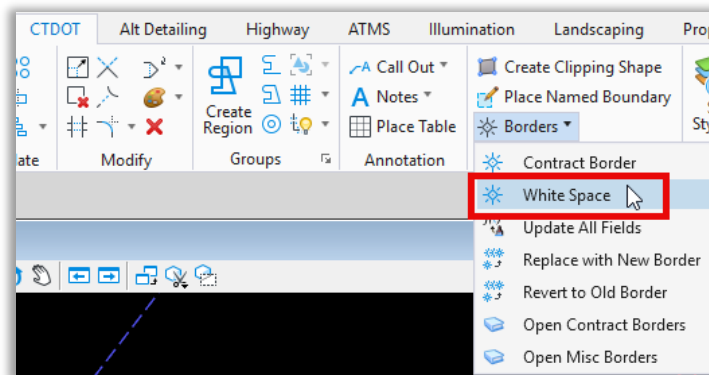 CTDOT Alt Detailing Highway ATMS Illumination Landscaping
Call Out
Create Clipping Shape
Notes
Place Named Boundary
Create
Region
Place Table
Borders
Modify Groups Annotation
Contract Border
White Space
Update All Fields
Replace with New Border
Revert to Old Border
Open Contract Borders
Open Misc Borders